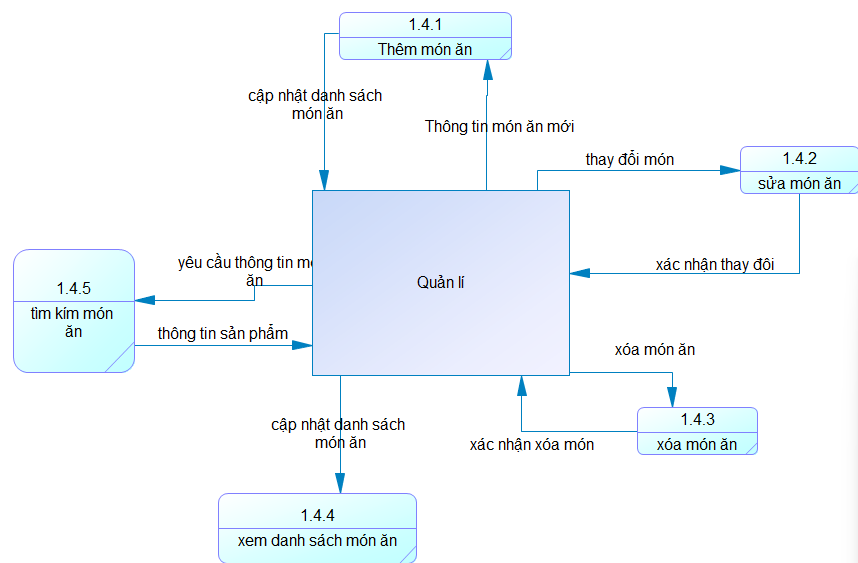 1.4.1
Thêm món ăn
cập nhật danh sách
món ăn
Thông tin món ăn mới
thay đổi món
1.4.2
sửa món ăn
xác nhận thay đôi
yêu cầu thông tin
ăn
Quản lí
1.4.5
tìm kím món
ăn
thông tin sản phẩm
xóa món ăn
1.4.3
xóa món ăn
xác nhận xóa món
cập nhật danh sách
món ăn
1.4.4
xem danh sách món ăn